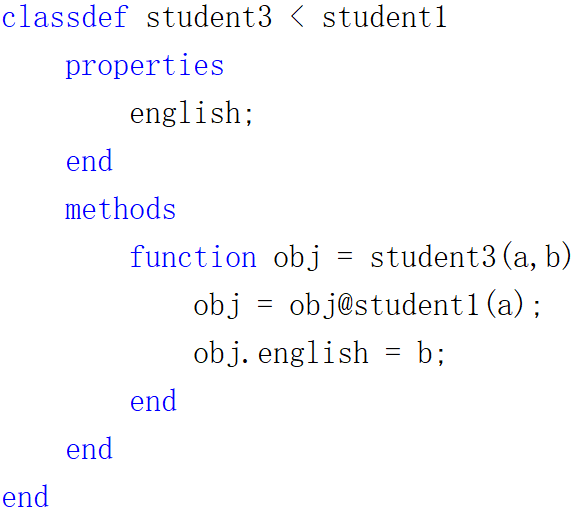 classdef student3 < student1
    properties
        english;
    end
    methods
        function obj = student3(a,b)
            obj = obj@student1(a);
            obj.english = b;
        end
    end
end